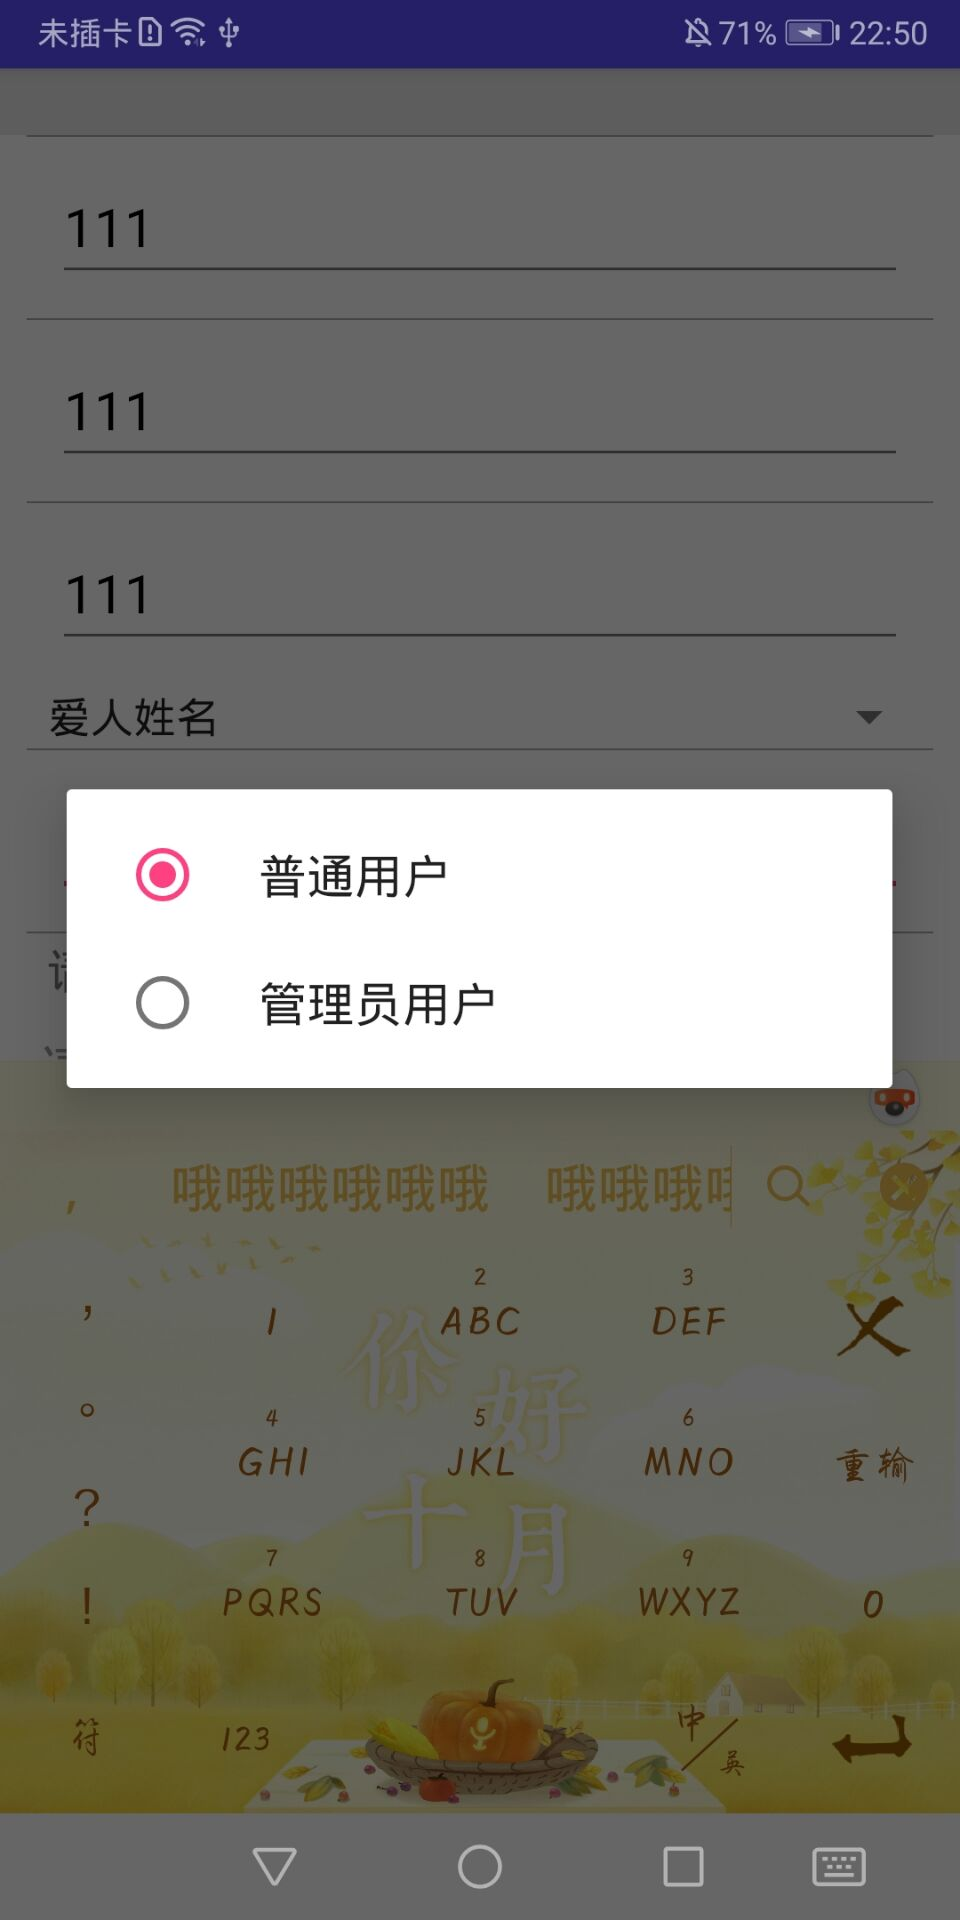 未插卡 71% 22:50
111
111
111
爱人姓名
普通用户
管理员用户
, 哦哦哦哦哦哦 哦哦哦
, 1 2 ABC 3 DEF
。 4 GHI 5 JKL 6 MNO 重输
? 7 PQRS 8 TUV 9 WXYZ
! 0
你好
十月
符 123 中/英